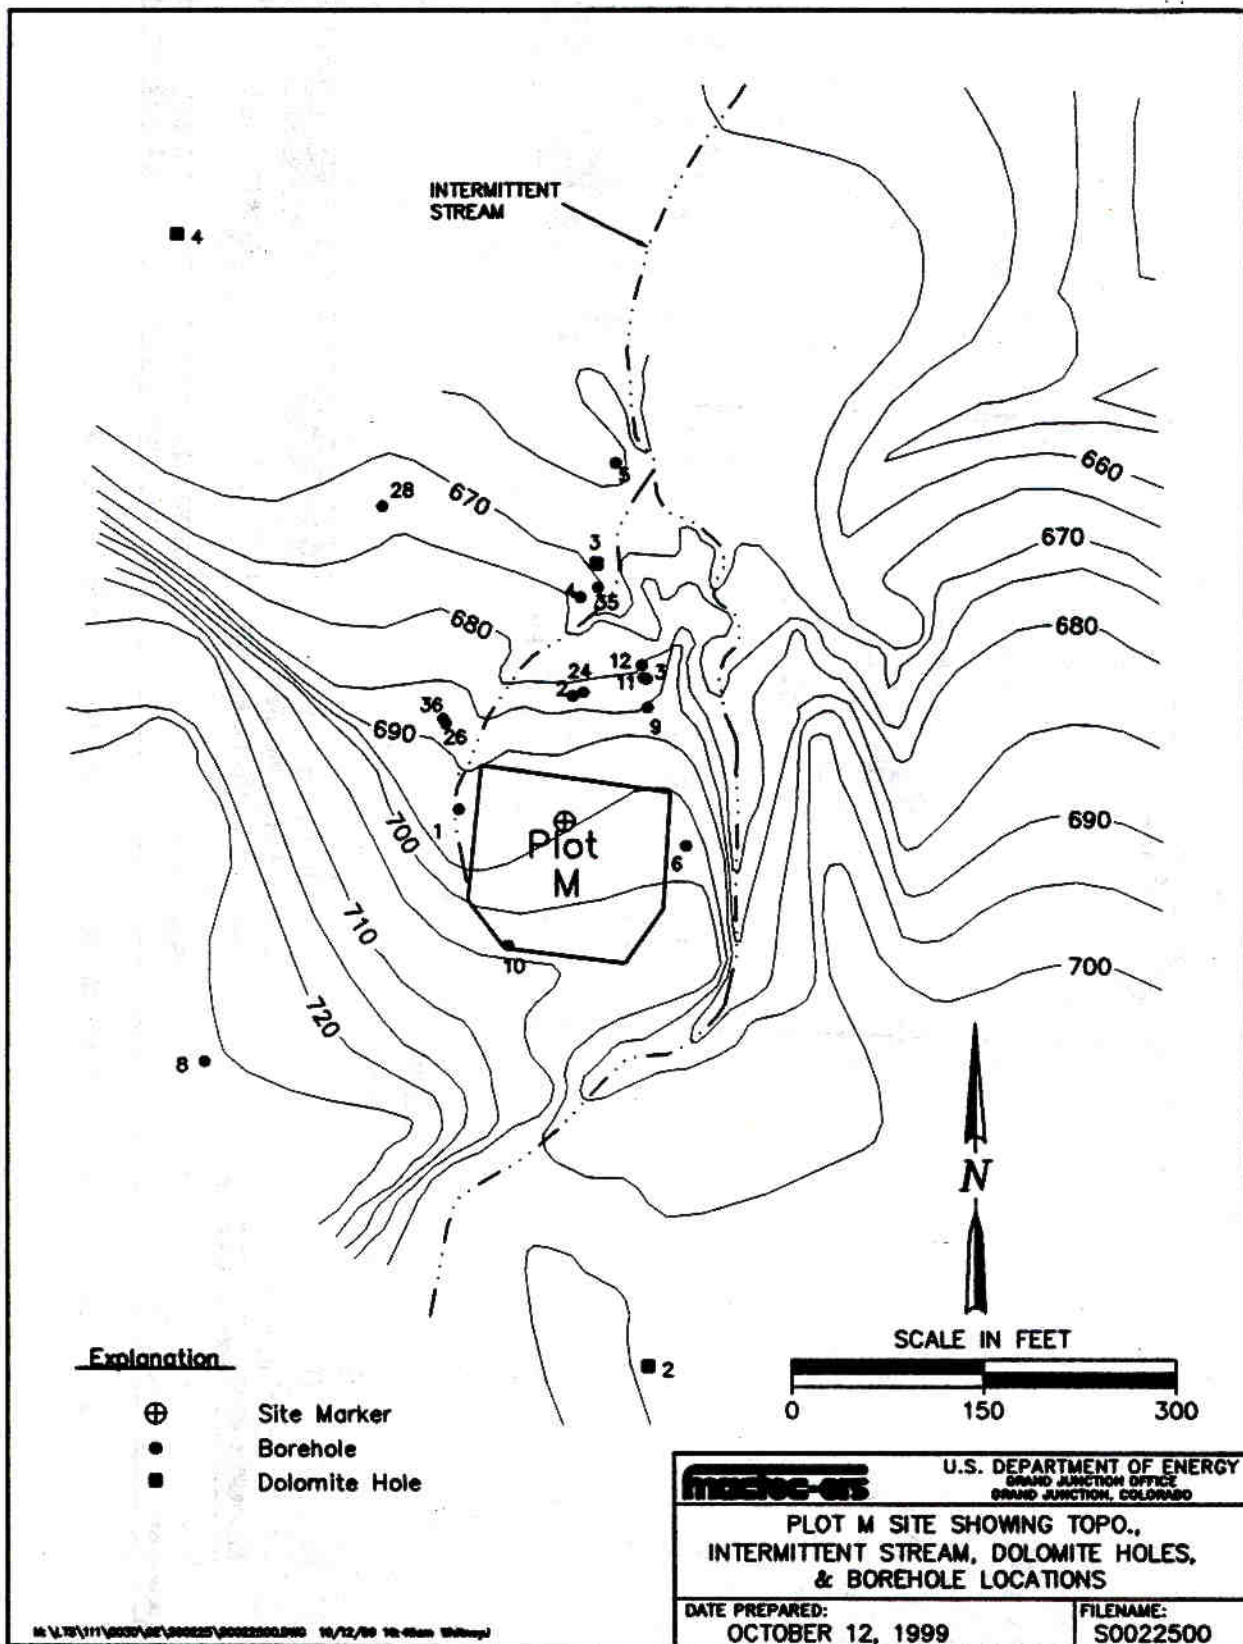 INTERMITTENT
STREAM
4
28
670
5
3
4
35
660
670
680
680
12
24
11
3
2
9
36
26
690
1
Plot
M
6
700
690
710
10
700
720
8
N
2
SCALE IN FEET
0 150 300
Explanation
Site Marker
Borehole
Dolomite Hole
mactec-ers
U.S. DEPARTMENT OF ENERGY
GRAND JUNCTION OFFICE
GRAND JUNCTION, COLORADO
PLOT M SITE SHOWING TOPO.,
INTERMITTENT STREAM, DOLOMITE HOLES,
& BOREHOLE LOCATIONS
DATE PREPARED:
OCTOBER 12, 1999
FILENAME:
S0022500